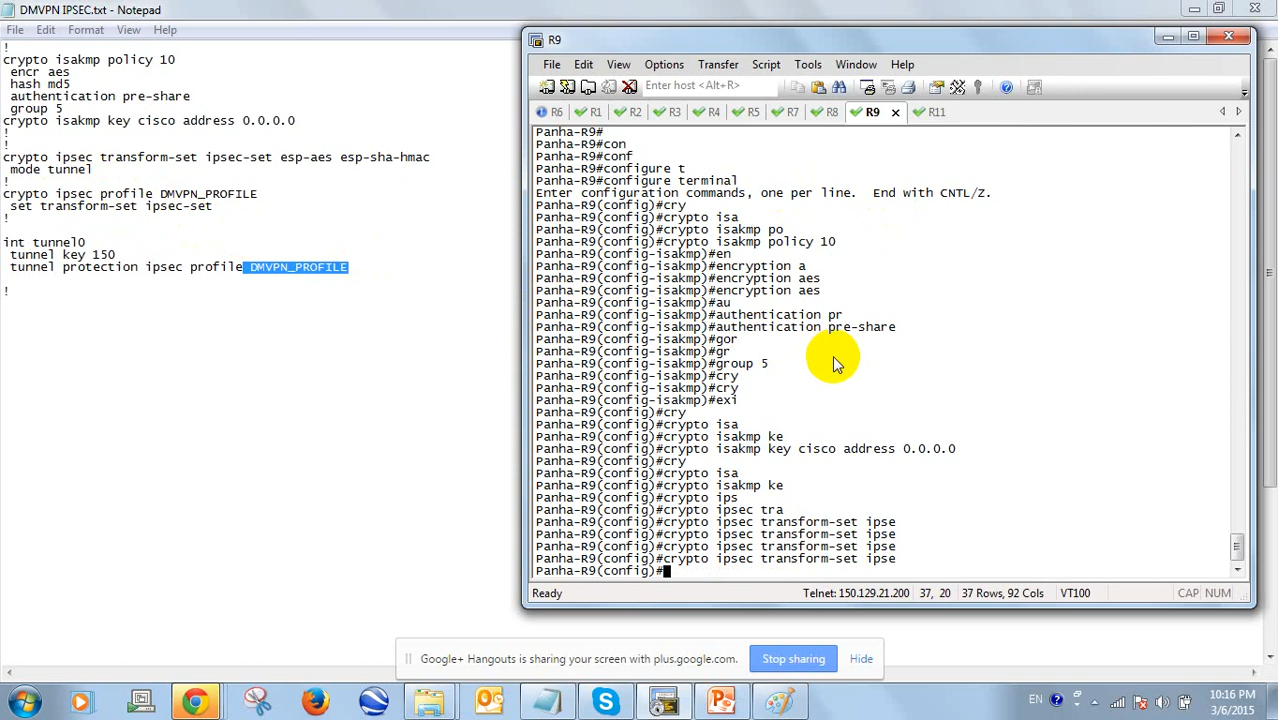 DMVPN IPSEC.txt - Notepad
File Edit Format View Help
!
crypto isakmp policy 10
encr aes
hash md5
authentication pre-share
group 5
crypto isakmp key cisco address 0.0.0.0
!
!
crypto ipsec transform-set ipsec-set esp-aes esp-sha-hmac
mode tunnel
!
crypto ipsec profile DMVPN_PROFILE
set transform-set ipsec-set
!
int tunnel0
tunnel key 150
tunnel protection ipsec profile DMVPN_PROFILE
!
R9
File Edit View Options Transfer Script Tools Window Help
Enter host <Alt+R>
R6 R1 R2 R3 R4 R5 R7 R8 R9 R11
Panha-R9#
Panha-R9#con
Panha-R9#conf
Panha-R9#configure t
Panha-R9#configure terminal
Enter configuration commands, one per line. End with CNTL/Z.
Panha-R9(config)#cry
Panha-R9(config)#crypto isa
Panha-R9(config)#crypto isakmp po
Panha-R9(config)#crypto isakmp policy 10
Panha-R9(config-isakmp)#en
Panha-R9(config-isakmp)#encryption a
Panha-R9(config-isakmp)#encryption aes
Panha-R9(config-isakmp)#encryption aes
Panha-R9(config-isakmp)#au
Panha-R9(config-isakmp)#authentication pr
Panha-R9(config-isakmp)#authentication pre-share
Panha-R9(config-isakmp)#gor
Panha-R9(config-isakmp)#gr
Panha-R9(config-isakmp)#group 5
Panha-R9(config-isakmp)#cry
Panha-R9(config-isakmp)#cry
Panha-R9(config-isakmp)#exi
Panha-R9(config)#cry
Panha-R9(config)#crypto isa
Panha-R9(config)#crypto isakmp ke
Panha-R9(config)#crypto isakmp key cisco address 0.0.0.0
Panha-R9(config)#cry
Panha-R9(config)#crypto isa
Panha-R9(config)#crypto isakmp ke
Panha-R9(config)#crypto ips
Panha-R9(config)#crypto ipsec tra
Panha-R9(config)#crypto ipsec transform-set ipse
Panha-R9(config)#crypto ipsec transform-set ipse
Panha-R9(config)#crypto ipsec transform-set ipse
Panha-R9(config)#crypto ipsec transform-set ipse
Panha-R9(config)#
Ready Telnet: 150.129.21.200 37, 20 37 Rows, 92 Cols VT100 CAP NUM
Google+ Hangouts is sharing your screen with plus.google.com. Stop sharing Hide
EN 10:16 PM
3/6/2015